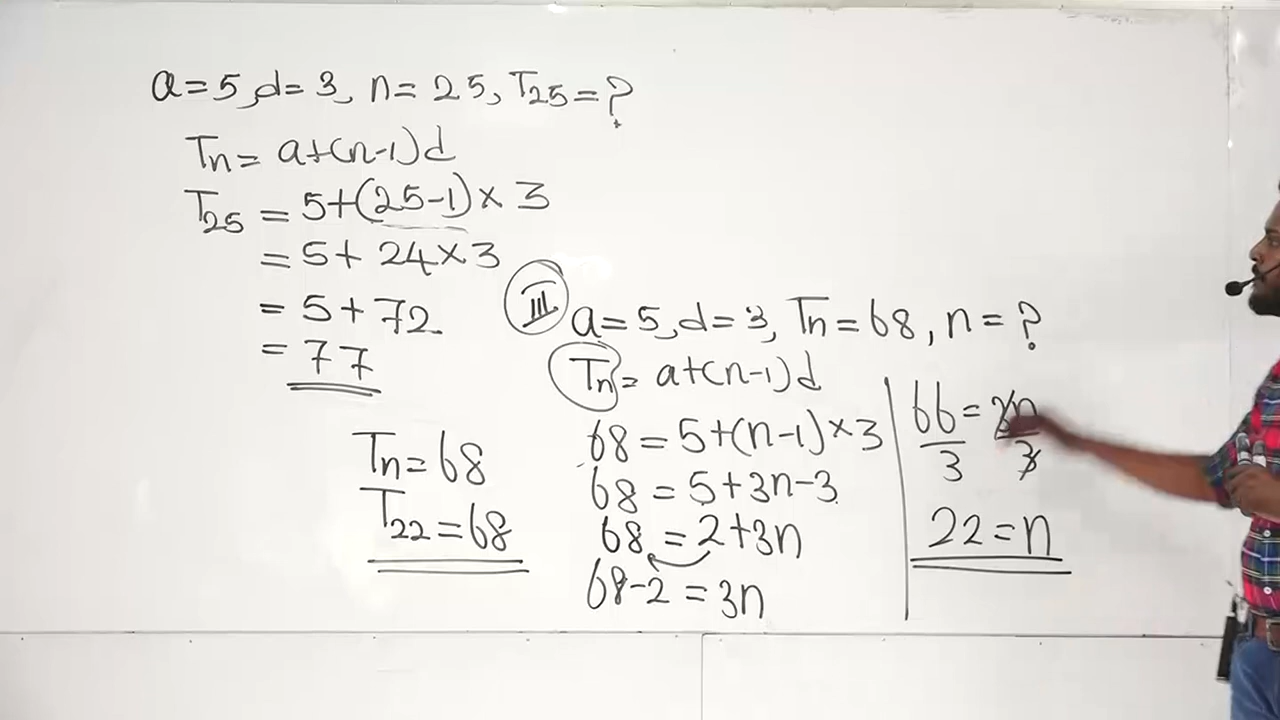 a = 5, d = 3, n = 25, T25 = ?
Tn = a+(n-1)d
T25 = 5+(25-1) × 3
= 5 + 24 × 3
= 5 + 72
= 77
Tn = 68
T22 = 68
III
a = 5, d = 3, Tn = 68, n = ?
Tn = a+(n-1)d
68 = 5+(n-1) × 3
68 = 5 + 3n - 3
68 = 2 + 3n
68 - 2 = 3n
66/3 = 3n/3
22 = n